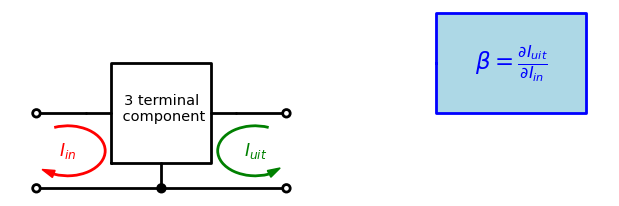 3 terminal
component
I_in
I_uit
β = ∂I_uit / ∂I_in